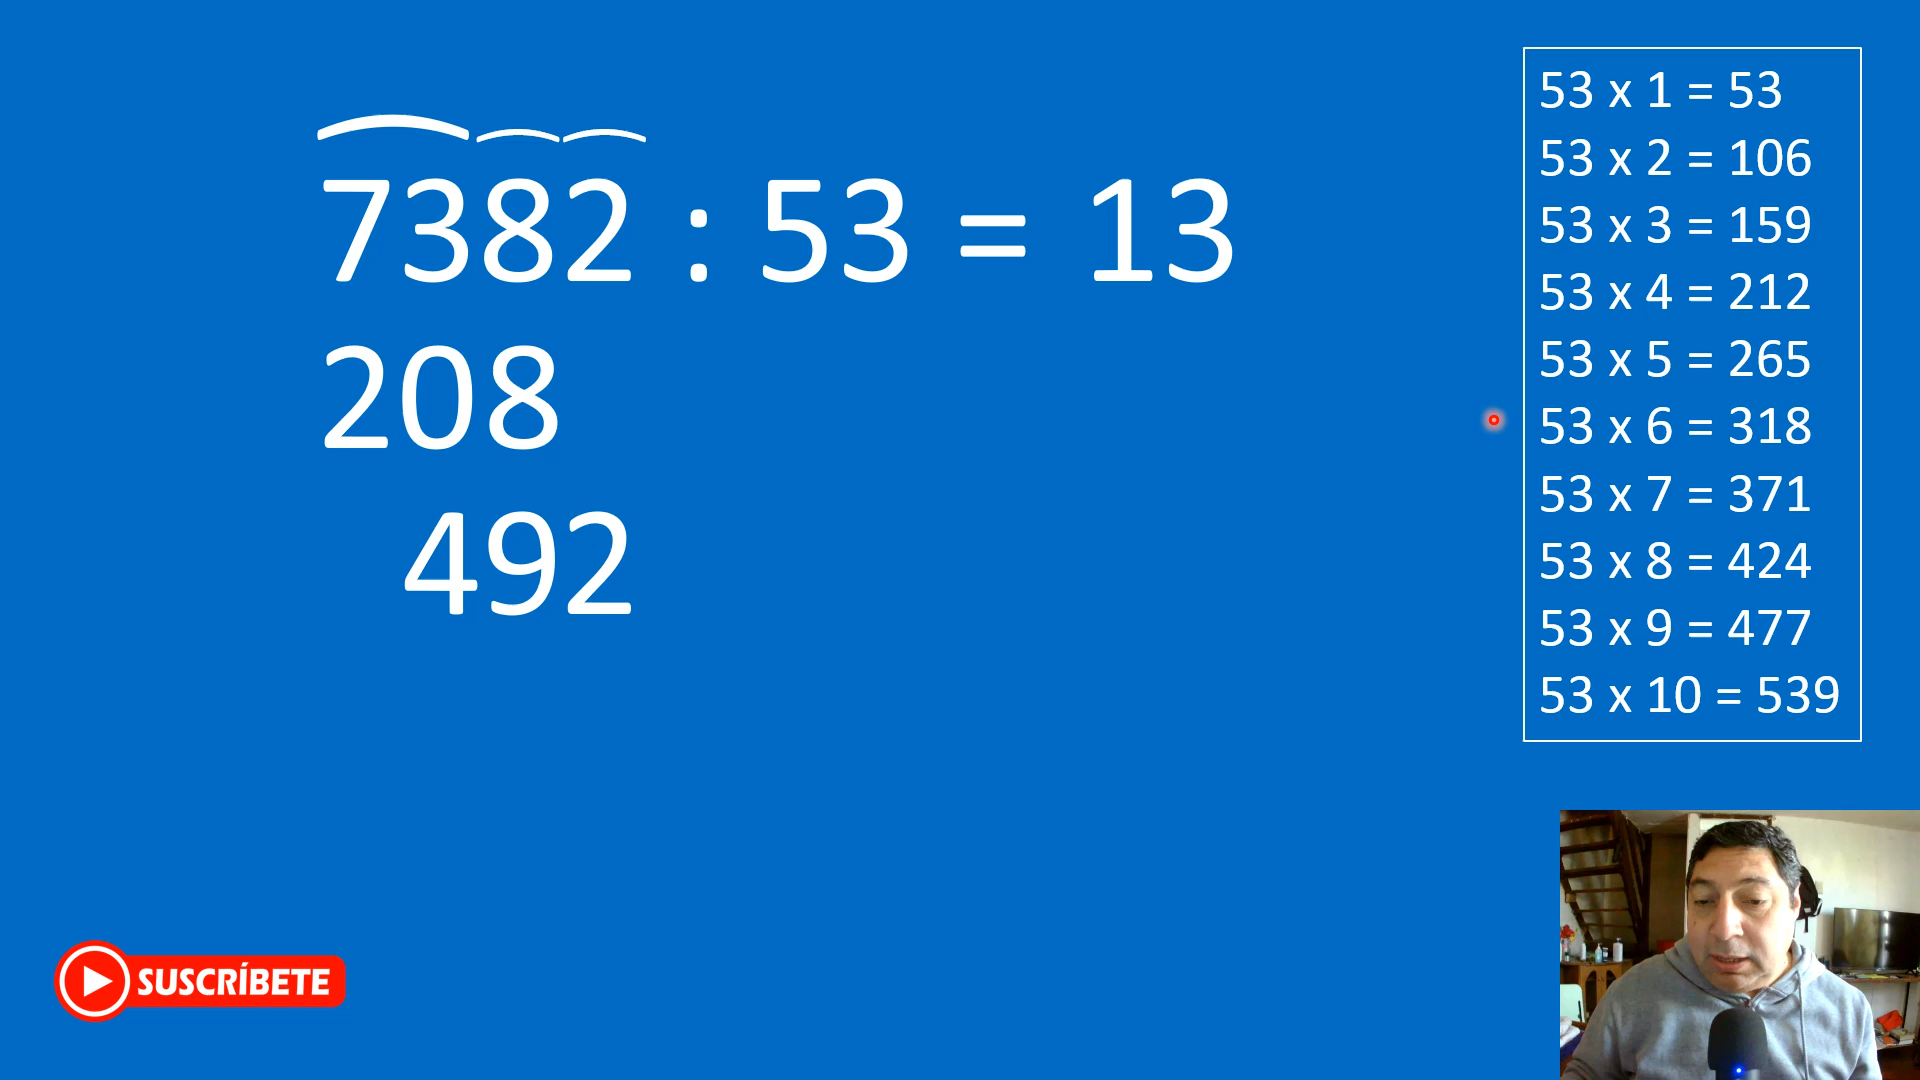 7382 : 53 = 13
208
492
53 x 1 = 53
53 x 2 = 106
53 x 3 = 159
53 x 4 = 212
53 x 5 = 265
53 x 6 = 318
53 x 7 = 371
53 x 8 = 424
53 x 9 = 477
53 x 10 = 539
SUSCRÍBETE